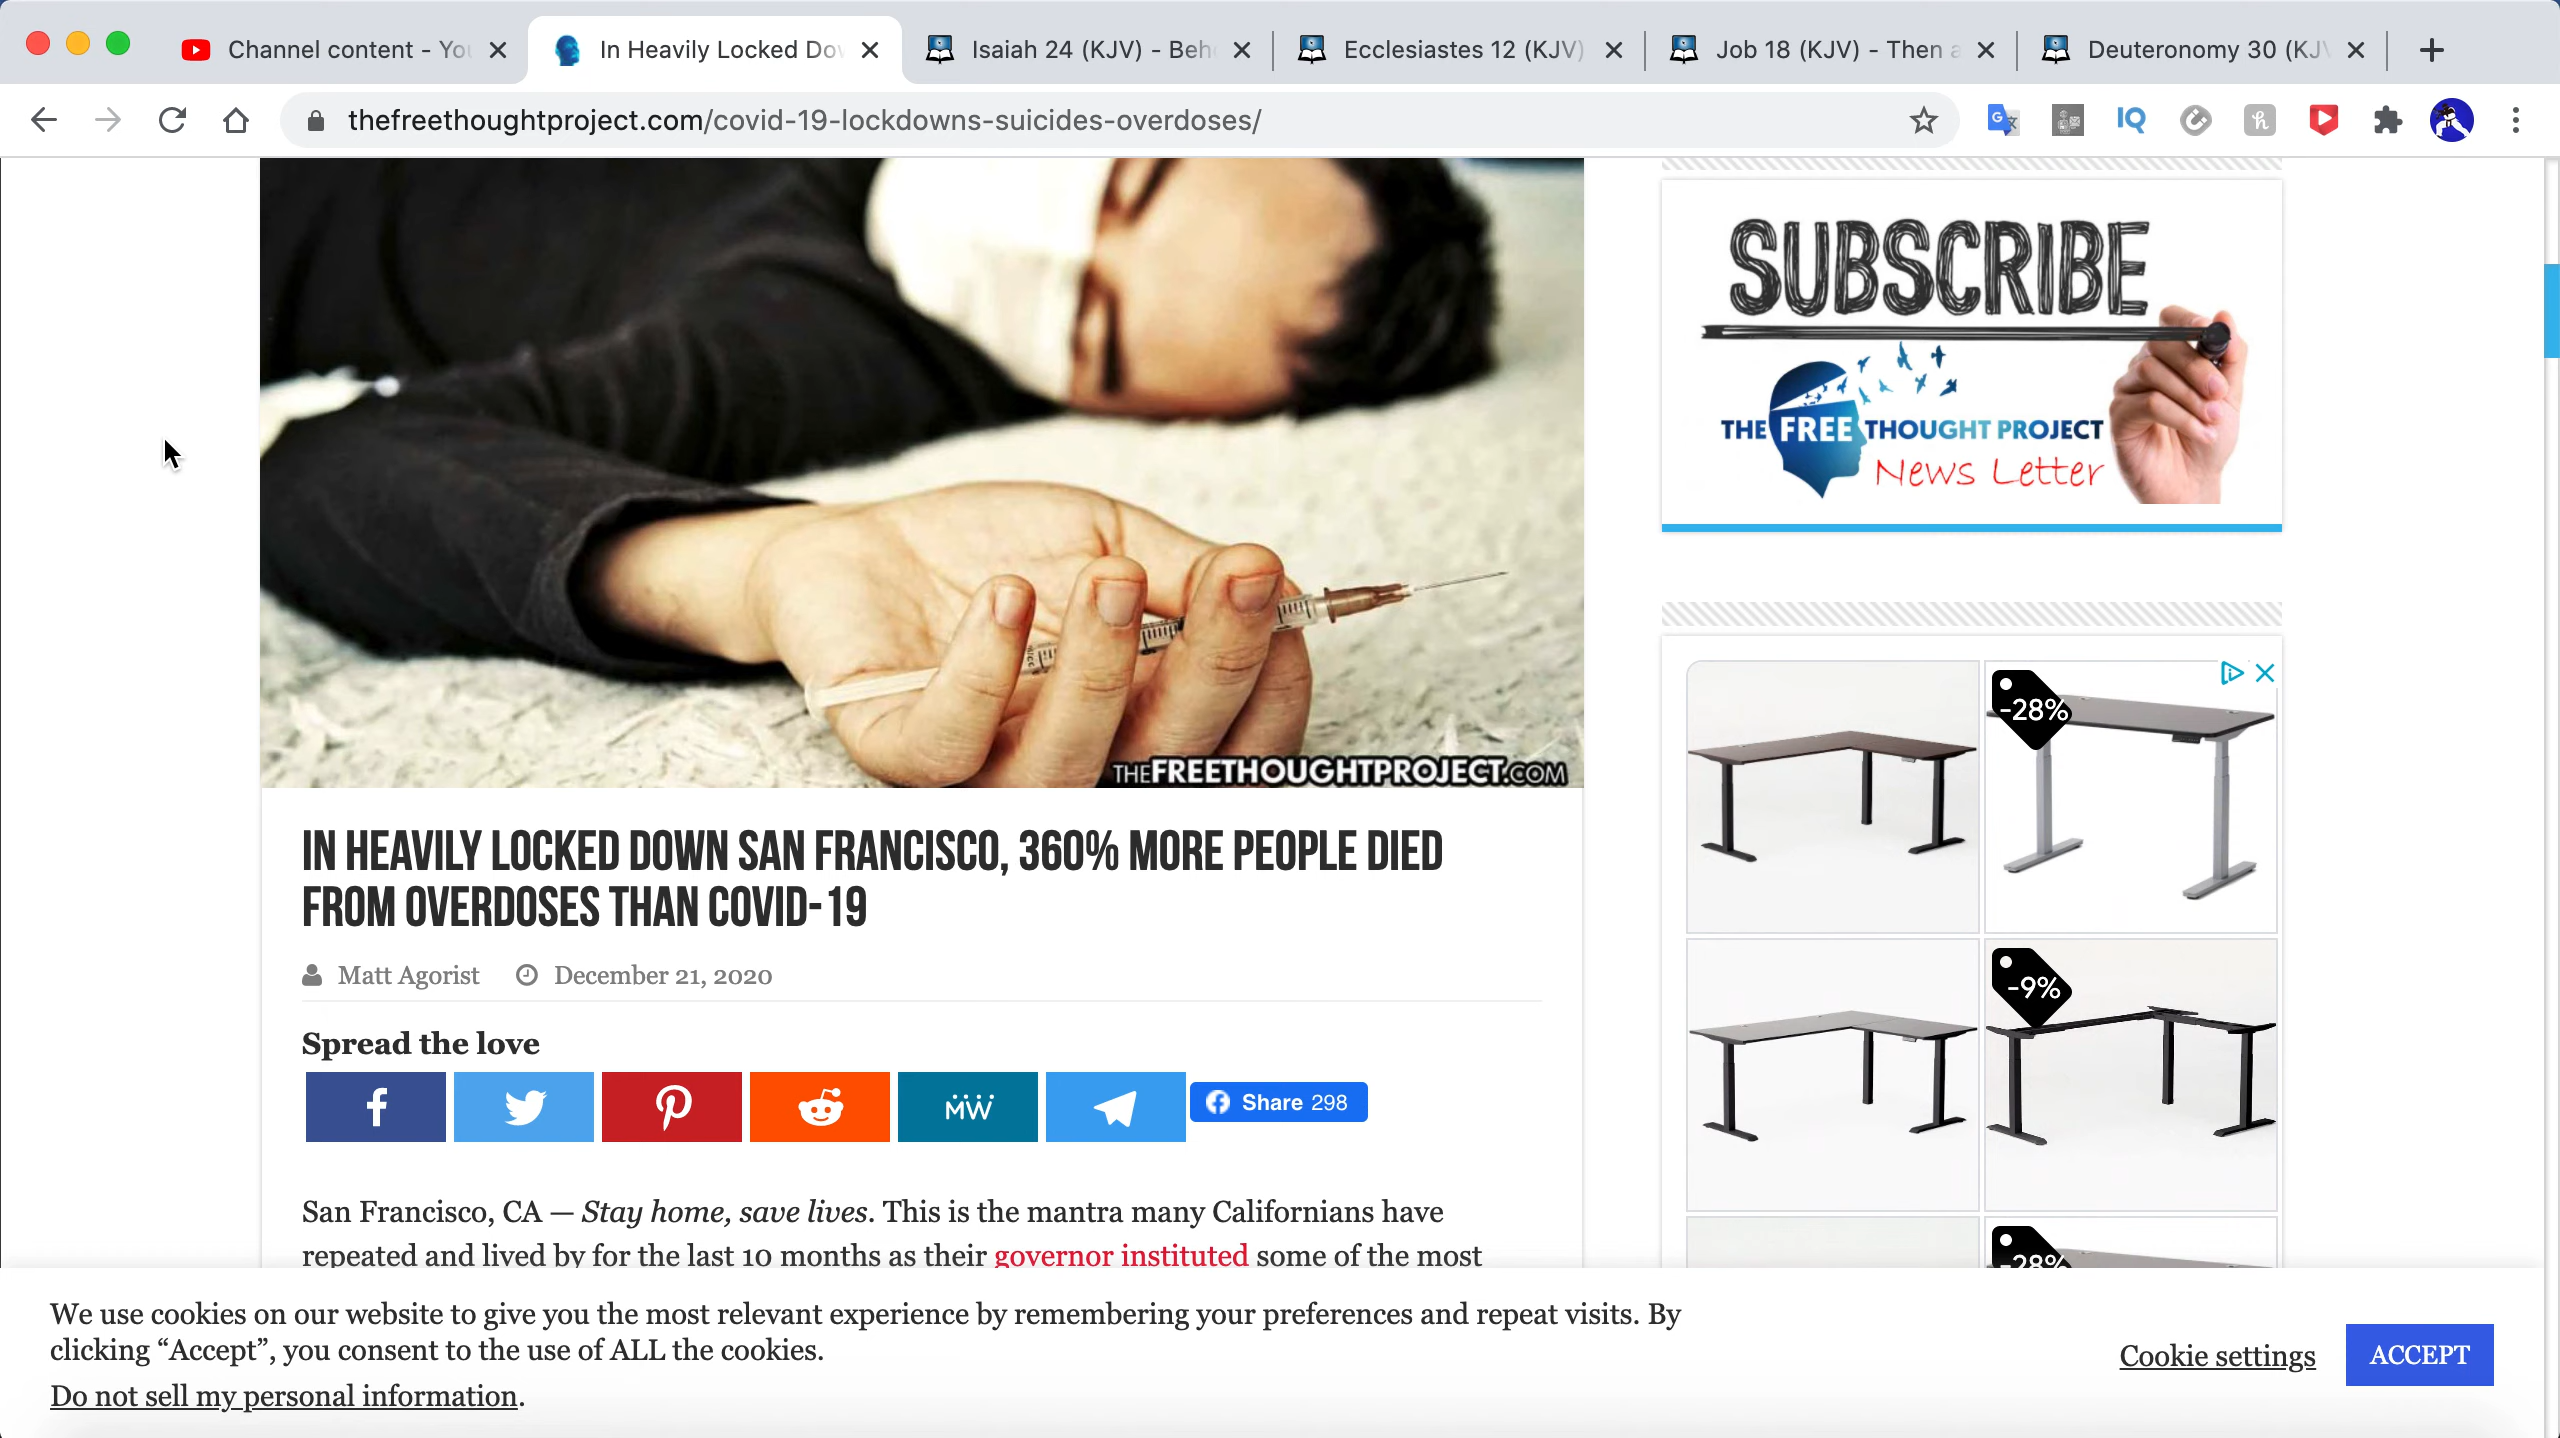 Channel content - You
In Heavily Locked Dow
Isaiah 24 (KJV) - Beh
Ecclesiastes 12 (KJV)
Job 18 (KJV) - Then a
Deuteronomy 30 (KJV
thefreethoughtproject.com/covid-19-lockdowns-suicides-overdoses/
IQ
SUBSCRIBE
THE FREE THOUGHT PROJECT
News Letter
THEFREETHOUGHTPROJECT.COM
-28%
-9%
-28%
IN HEAVILY LOCKED DOWN SAN FRANCISCO, 360% MORE PEOPLE DIED
FROM OVERDOSES THAN COVID-19
Matt Agorist December 21, 2020
Spread the love
MW
Share 298
San Francisco, CA — Stay home, save lives. This is the mantra many Californians have
repeated and lived by for the last 10 months as their governor instituted some of the most
We use cookies on our website to give you the most relevant experience by remembering your preferences and repeat visits. By
clicking “Accept”, you consent to the use of ALL the cookies.
Do not sell my personal information.
Cookie settings
ACCEPT